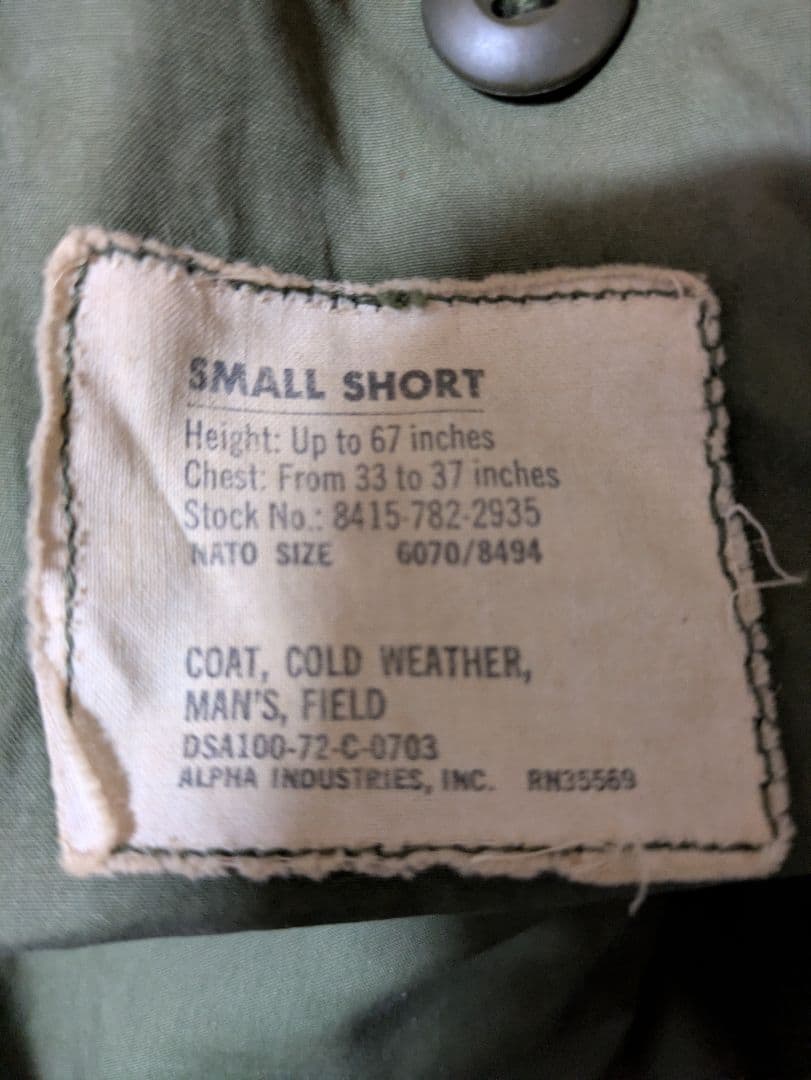 SMALL SHORT
Height: Up to 67 inches
Chest: From 33 to 37 inches
Stock No.: 8415-782-2935
NATO SIZE 6070/8494
COAT, COLD WEATHER,
MAN'S, FIELD
DSA100-72-C-0703
ALPHA INDUSTRIES, INC. RN35569